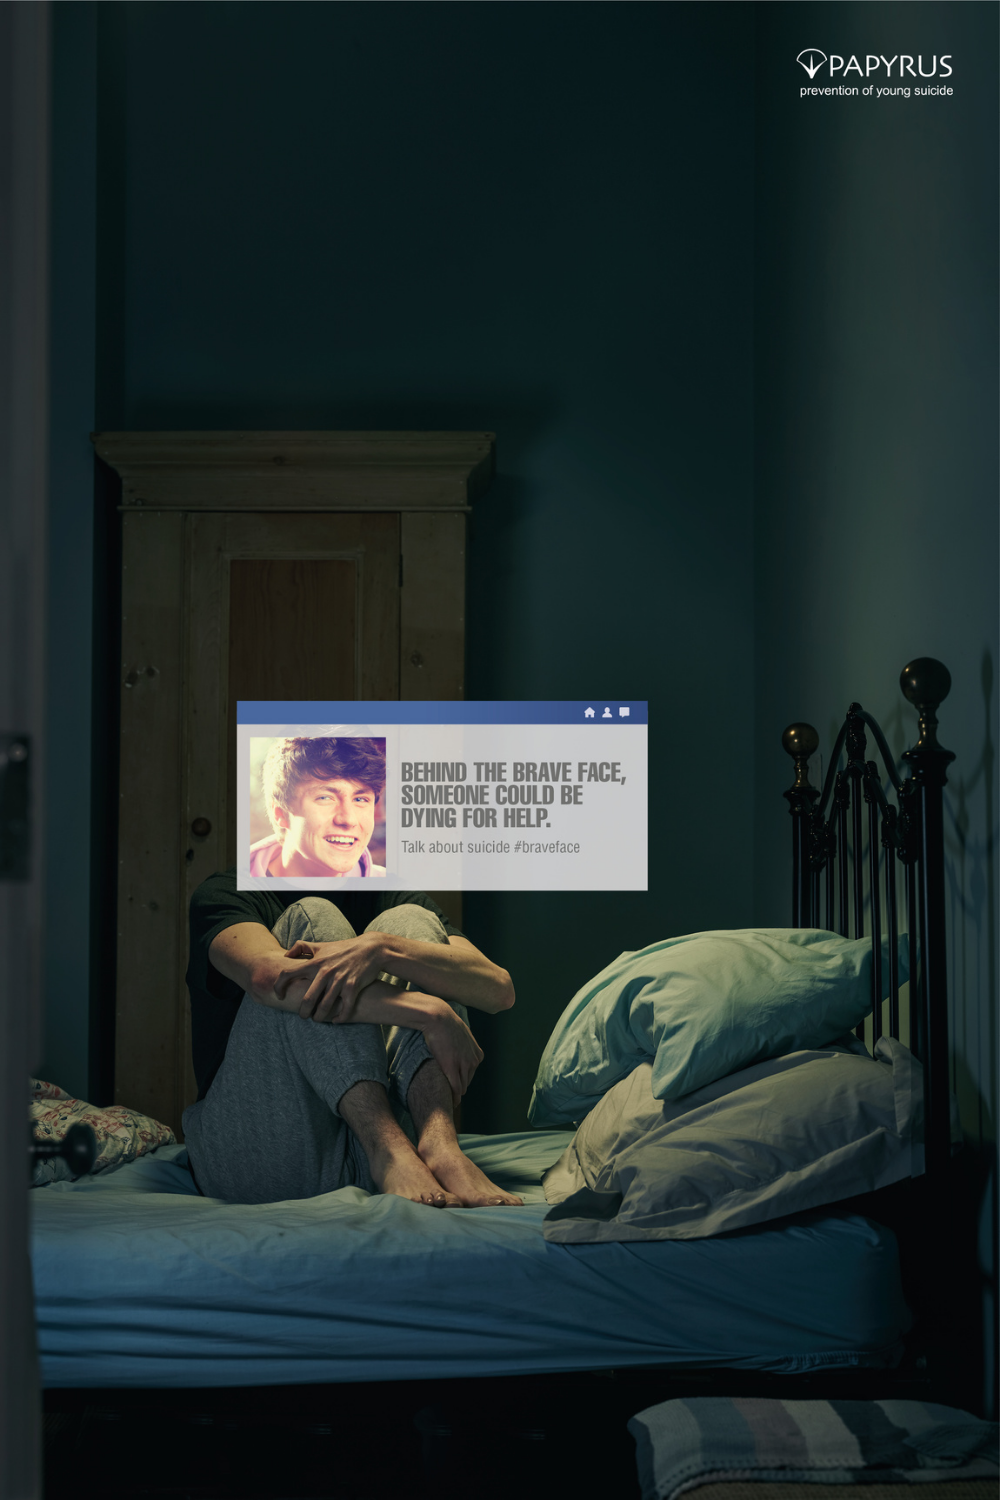 PAPYRUS
prevention of young suicide
BEHIND THE BRAVE FACE,
SOMEONE COULD BE
DYING FOR HELP.
Talk about suicide #braveface